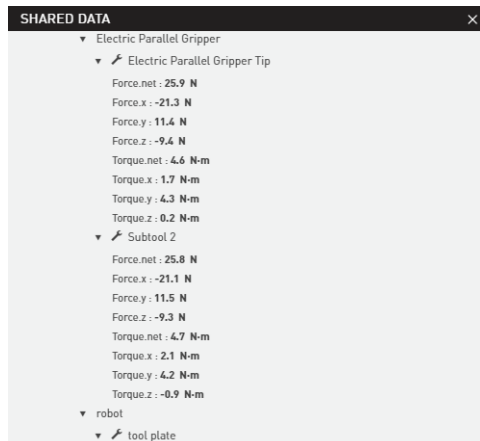 SHARED DATA
Electric Parallel Gripper
Electric Parallel Gripper Tip
Force.net : 25.9 N
Force.x : -21.3 N
Force.y : 11.4 N
Force.z : -9.4 N
Torque.net : 4.6 N·m
Torque.x : 1.7 N·m
Torque.y : 4.3 N·m
Torque.z : 0.2 N·m
Subtool 2
Force.net : 25.8 N
Force.x : -21.1 N
Force.y : 11.5 N
Force.z : -9.3 N
Torque.net : 4.7 N·m
Torque.x : 2.1 N·m
Torque.y : 4.2 N·m
Torque.z : -0.9 N·m
robot
tool plate